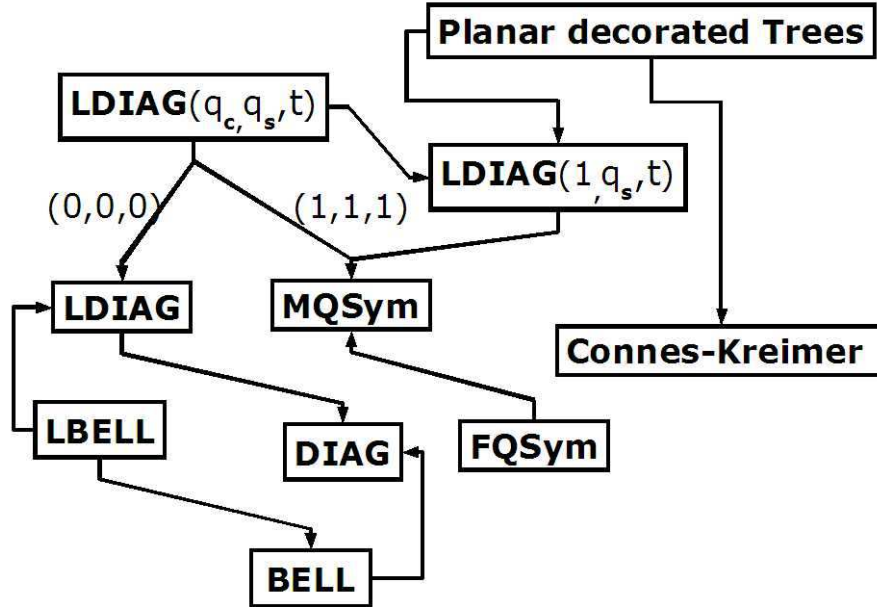 Planar decorated Trees
LDIAG(q_c,q_s,t)
LDIAG(1,q_s,t)
(0,0,0)
(1,1,1)
LDIAG
MQSym
Connes-Kreimer
LBELL
DIAG
FQSym
BELL